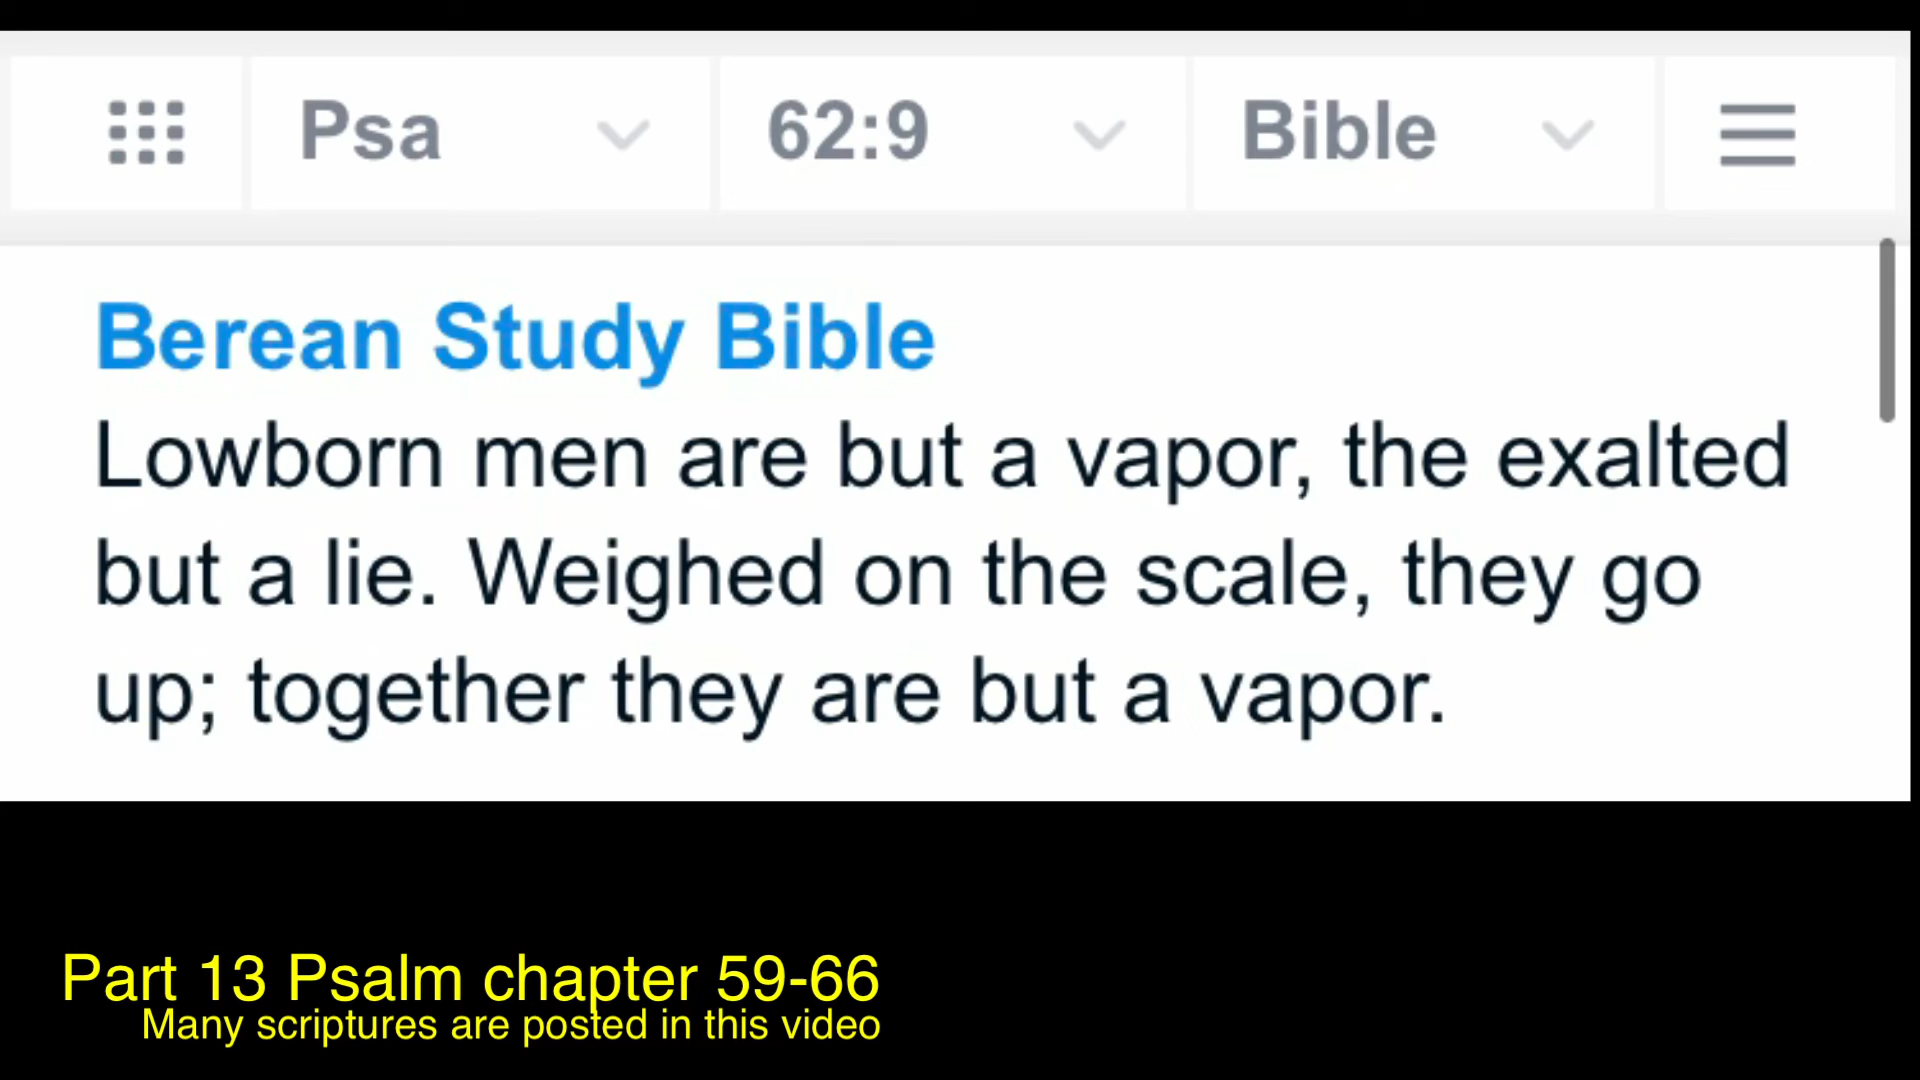 Psa 62:9 Bible
Berean Study Bible
Lowborn men are but a vapor, the exalted
but a lie. Weighed on the scale, they go
up; together they are but a vapor.
Part 13 Psalm chapter 59-66
Many scriptures are posted in this video